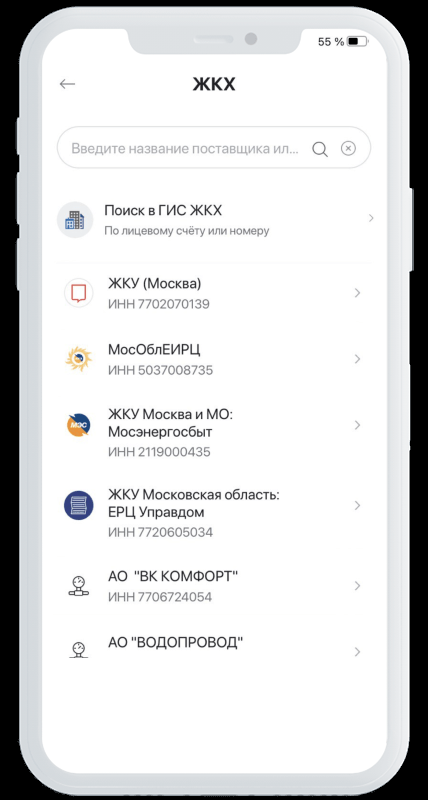 55 %
ЖКХ
Введите название поставщика ил...
Поиск в ГИС ЖКХ
По лицевому счёту или номеру
ЖКУ (Москва)
ИНН 7702070139
МосОблЕИРЦ
ИНН 5037008735
ЖКУ Москва и МО:
МЭС
Мосэнергосбыт
ИНН 2119000435
ЖКУ Московская область:
ЕРЦ Управдом
ИНН 7720605034
АО "ВК КОМФОРТ"
ИНН 7706724054
АО "ВОДОПРОВОД"